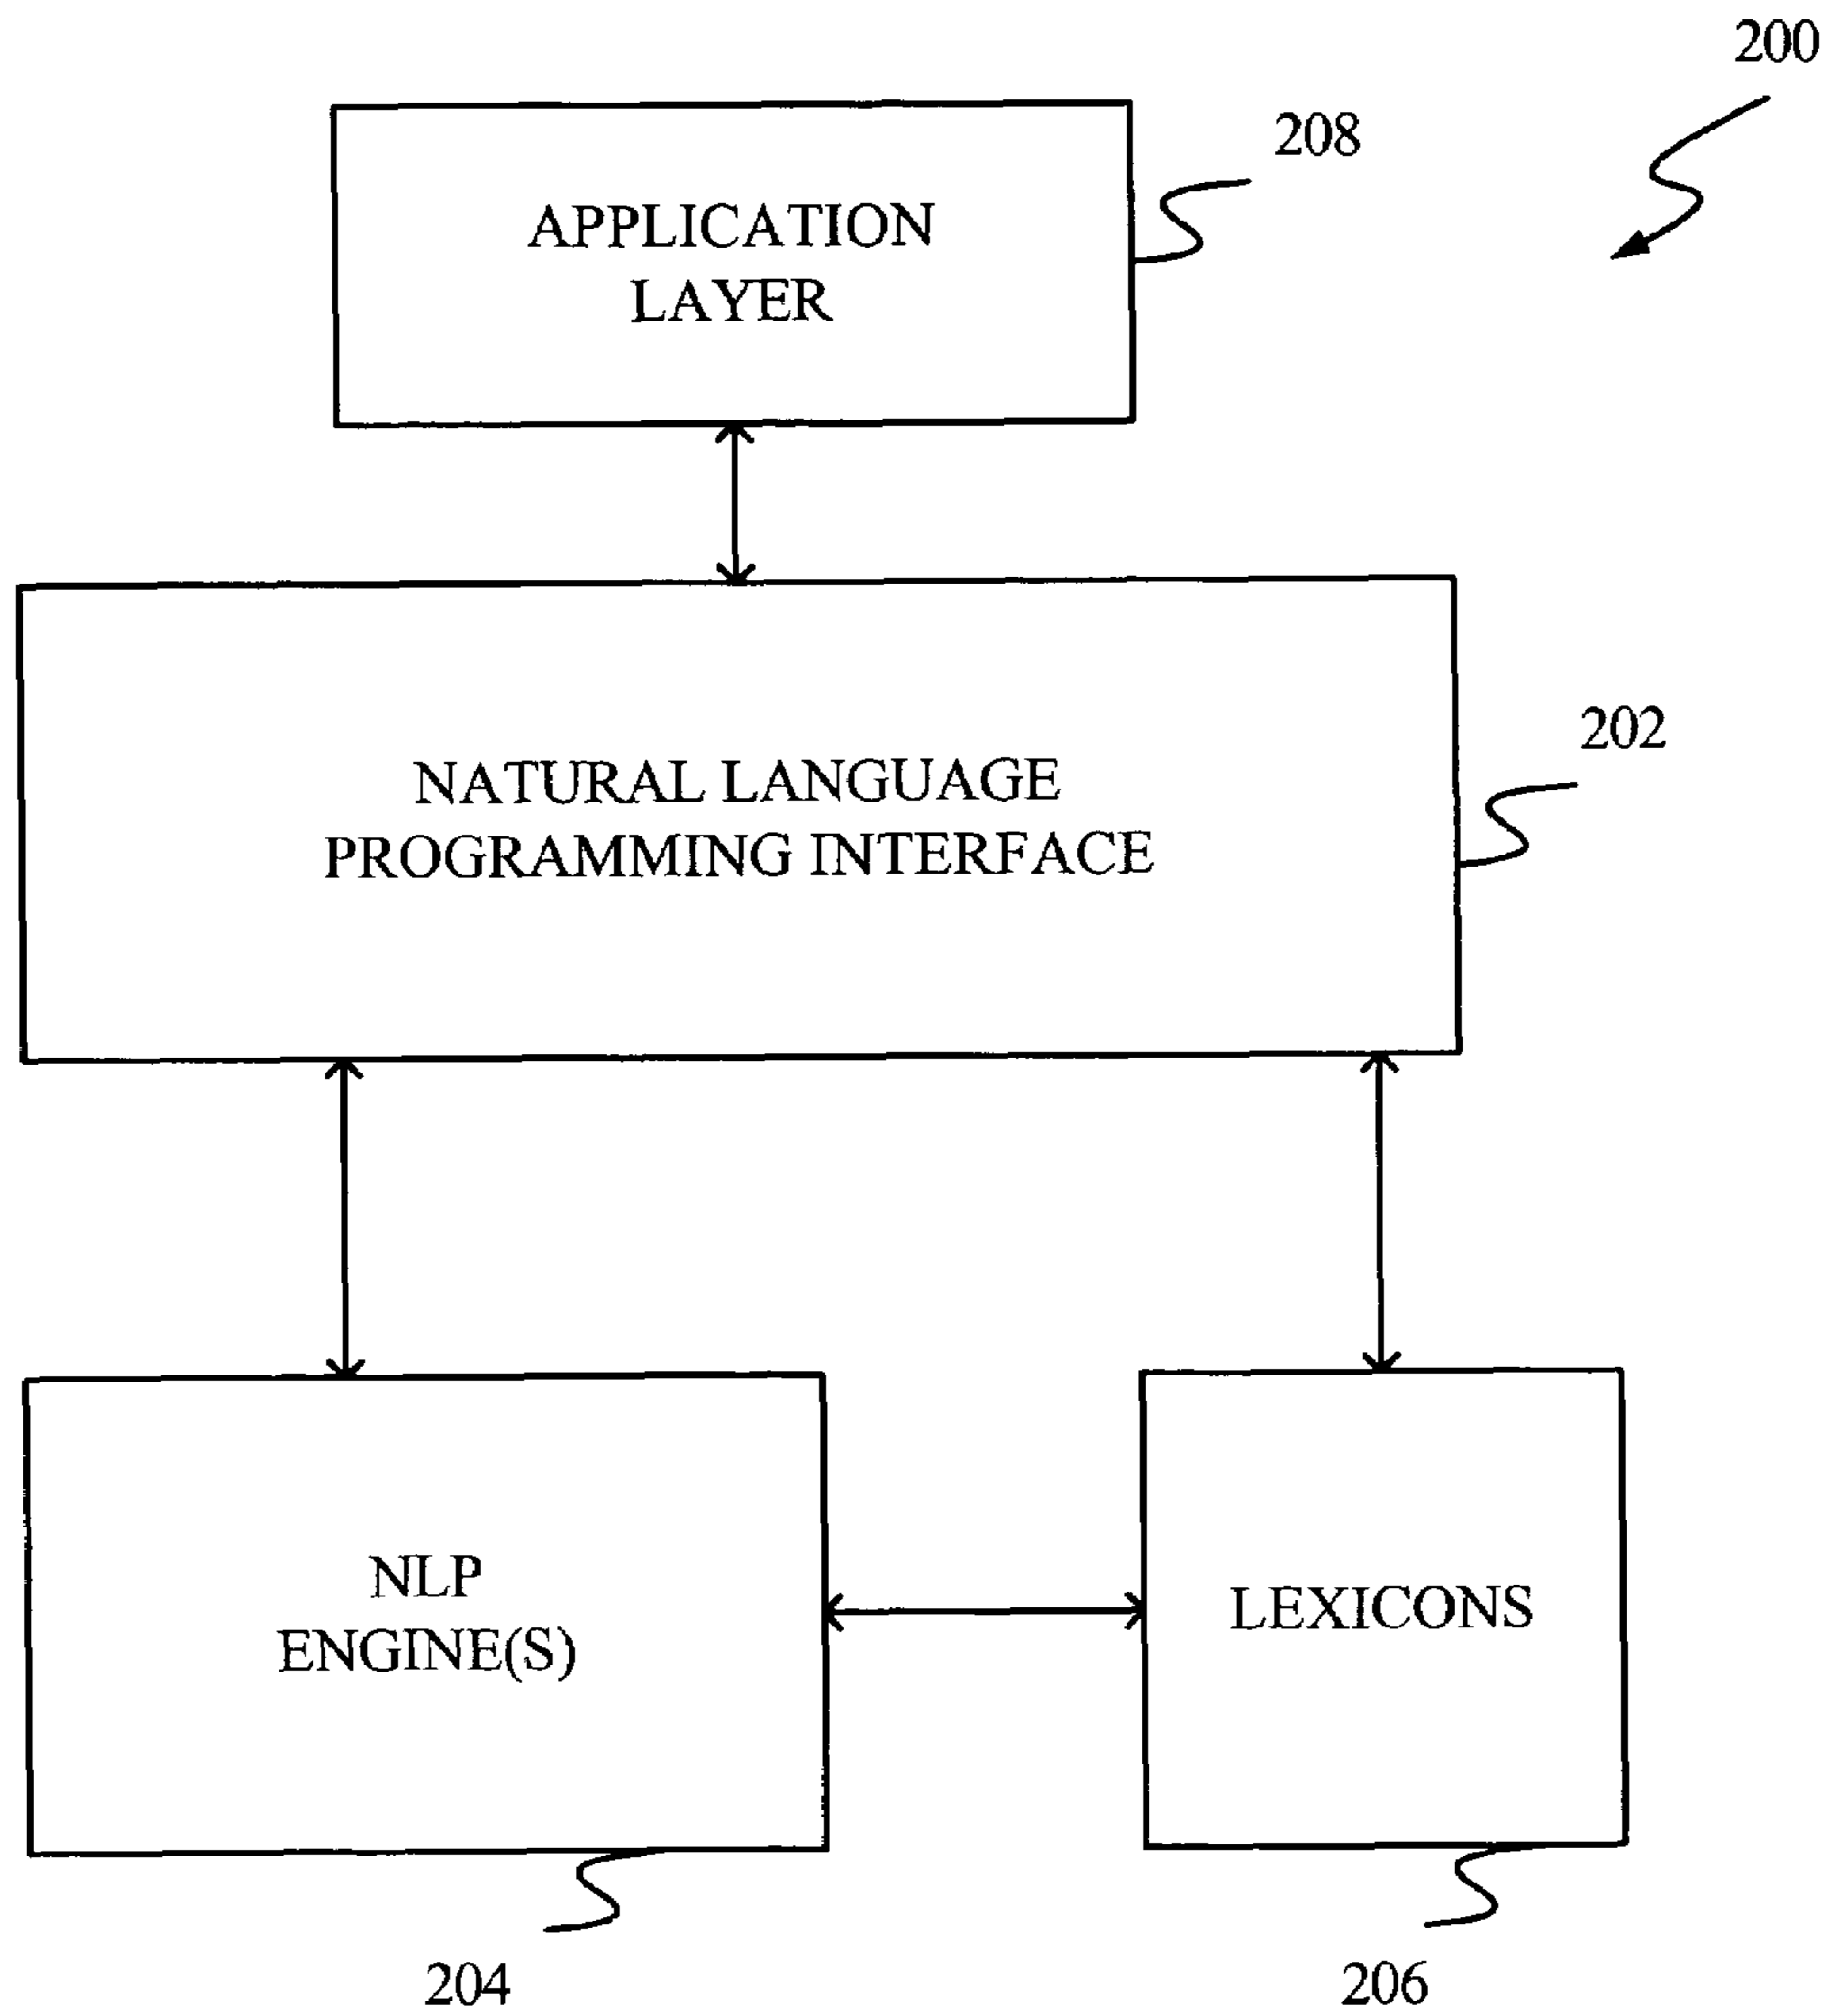 200
208
APPLICATION
LAYER
202
NATURAL LANGUAGE
PROGRAMMING INTERFACE
NLP
ENGINE(S)
LEXICONS
204
206